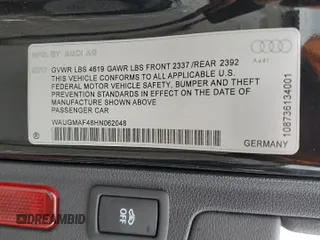 MFG. BY AUDI AG
GVWR LBS 4619 GAWR LBS FRONT 2337 /REAR 2392
Audi
THIS VEHICLE CONFORMS TO ALL APPLICABLE U.S.
FEDERAL MOTOR VEHICLE SAFETY, BUMPER AND THEFT
PREVENTION STANDARDS IN EFFECT ON THE DATE
OF MANUFACTURE SHOWN ABOVE.
PASSENGER CAR
WAUGMAF48HN062048
GERMANY
108736134001
OFF
DREAMBID